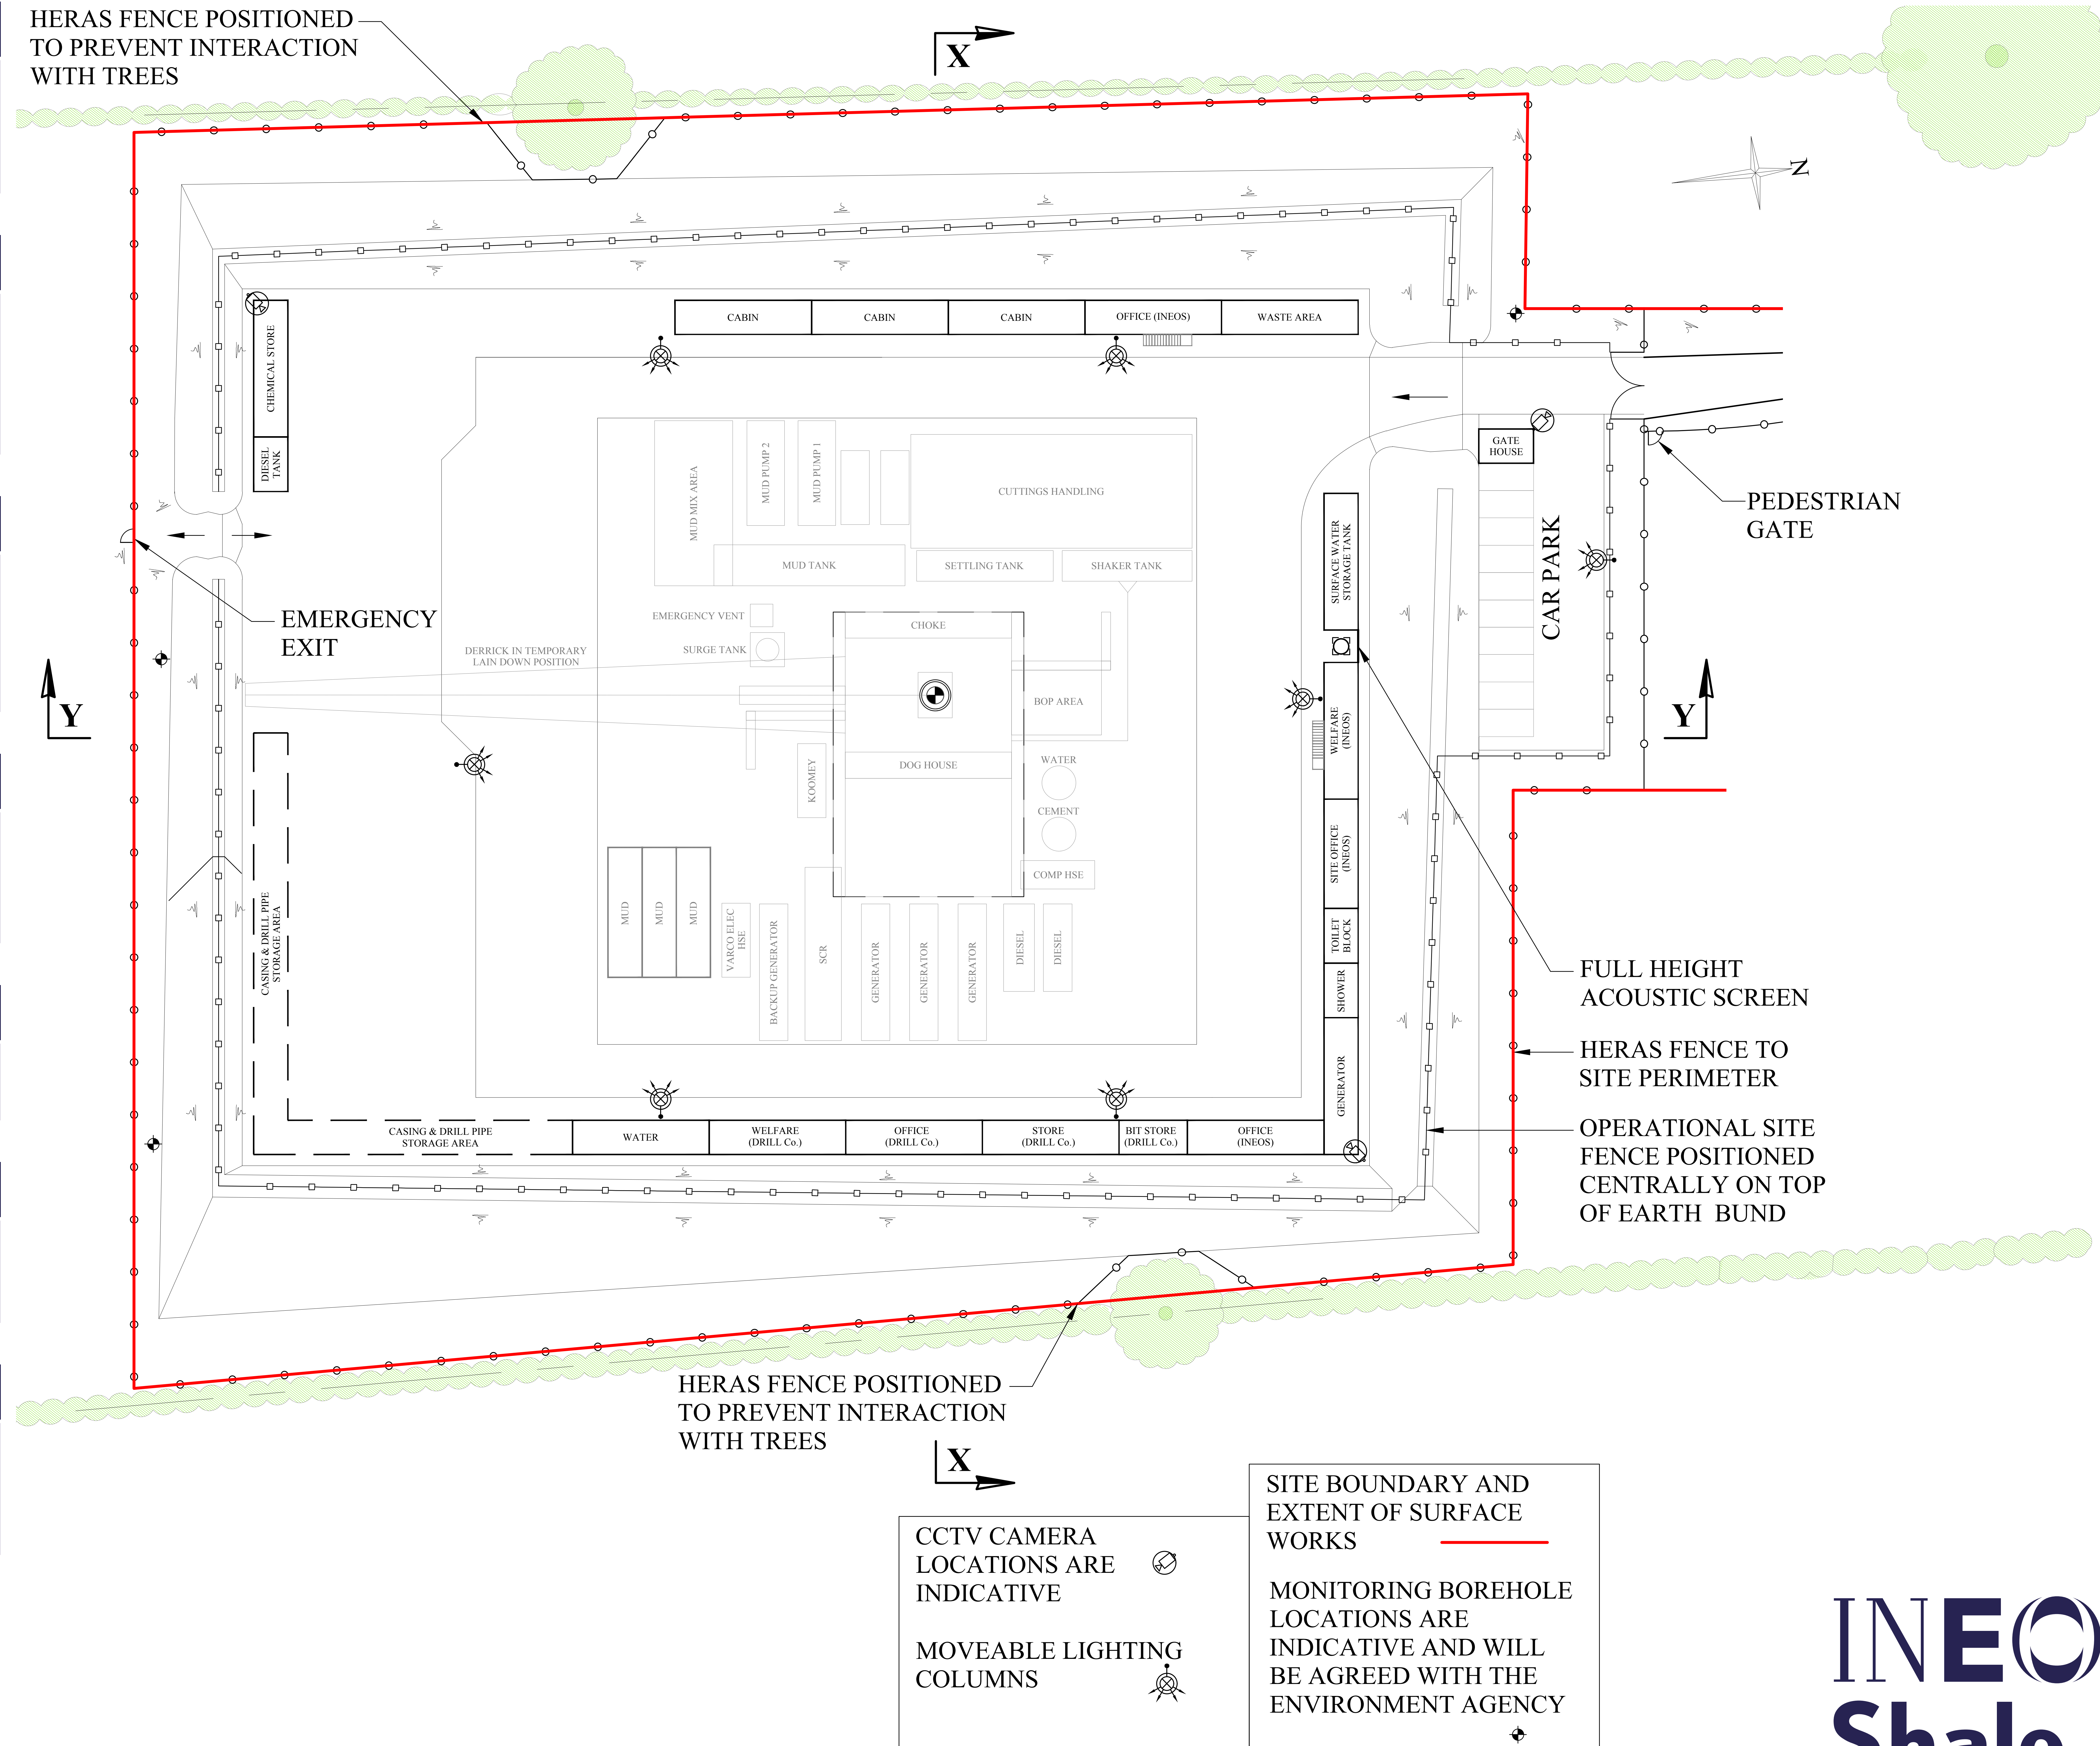 HERAS FENCE POSITIONED
TO PREVENT INTERACTION
WITH TREES
X
N
CABIN
CABIN
CABIN
OFFICE (INEOS)
WASTE AREA
CHEMICAL STORE
DIESEL
TANK
GATE
HOUSE
PEDESTRIAN
GATE
CAR PARK
MUD MIX AREA
MUD PUMP 2
MUD PUMP 1
CUTTINGS HANDLING
MUD TANK
SETTLING TANK
SHAKER TANK
SURFACE WATER
STORAGE TANK
EMERGENCY
EXIT
EMERGENCY VENT
SURGE TANK
CHOKE
DERRICK IN TEMPORARY
LAIN DOWN POSITION
BOP AREA
WELFARE
(INEOS)
Y
Y
DOG HOUSE
KOOMEY
WATER
CEMENT
COMP HSE
SITE OFFICE
(INEOS)
TOILET
BLOCK
SHOWER
GENERATOR
MUD
MUD
MUD
VARCO ELEC
HSE
BACKUP GENERATOR
SCR
GENERATOR
GENERATOR
GENERATOR
DIESEL
DIESEL
CASING & DRILL PIPE
STORAGE AREA
CASING & DRILL PIPE
STORAGE AREA
WATER
WELFARE
(DRILL Co.)
OFFICE
(DRILL Co.)
STORE
(DRILL Co.)
BIT STORE
(DRILL Co.)
OFFICE
(INEOS)
FULL HEIGHT
ACOUSTIC SCREEN
HERAS FENCE TO
SITE PERIMETER
OPERATIONAL SITE
FENCE POSITIONED
CENTRALLY ON TOP
OF EARTH BUND
HERAS FENCE POSITIONED
TO PREVENT INTERACTION
WITH TREES
X
CCTV CAMERA
LOCATIONS ARE
INDICATIVE
MOVEABLE LIGHTING
COLUMNS
SITE BOUNDARY AND
EXTENT OF SURFACE
WORKS
MONITORING BOREHOLE
LOCATIONS ARE
INDICATIVE AND WILL
BE AGREED WITH THE
ENVIRONMENT AGENCY
INEO
Shale